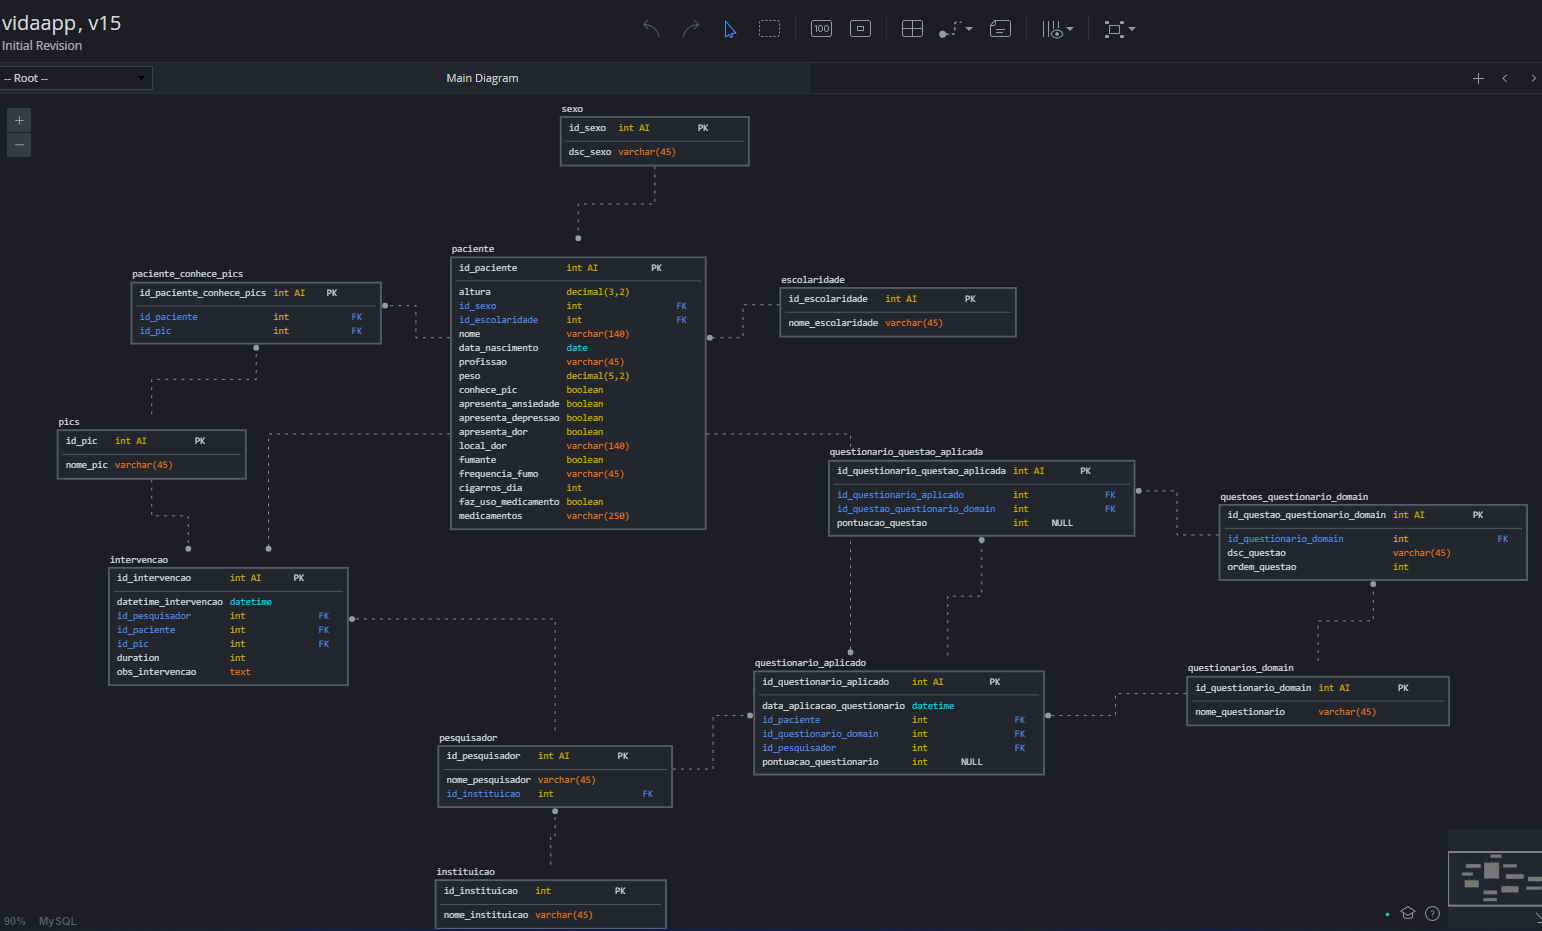 vidaapp, v15
Initial Revision
100
-- Root --
Main Diagram
sexo
id_sexo int AI PK
dsc_sexo varchar(45)
paciente
id_paciente int AI PK
altura decimal(3,2)
id_sexo int FK
id_escolaridade int FK
nome varchar(140)
data_nascimento date
profissao varchar(45)
peso decimal(5,2)
conhece_pic boolean
apresenta_ansiedade boolean
apresenta_depressao boolean
apresenta_dor boolean
local_dor varchar(140)
fumante boolean
frequencia_fumo varchar(45)
cigarros_dia int
faz_uso_medicamento boolean
medicamentos varchar(250)
paciente_conhece_pics
id_paciente_conhece_pics int AI PK
id_paciente int FK
id_pic int FK
escolaridade
id_escolaridade int AI PK
nome_escolaridade varchar(45)
pics
id_pic int AI PK
nome_pic varchar(45)
questionario_questao_aplicada
id_questionario_questao_aplicada int AI PK
id_questionario_aplicado int FK
id_questao_questionario_domain int FK
pontuacao_questao int NULL
questoes_questionario_domain
id_questao_questionario_domain int AI PK
id_questionario_domain int FK
dsc_questao varchar(45)
ordem_questao int
intervencao
id_intervencao int AI PK
datetime_intervencao datetime
id_pesquisador int FK
id_paciente int FK
id_pic int FK
duration int
obs_intervencao text
questionario_aplicado
id_questionario_aplicado int AI PK
data_aplicacao_questionario datetime
id_paciente int FK
id_questionario_domain int FK
id_pesquisador int FK
pontuacao_questionario int NULL
questionarios_domain
id_questionario_domain int AI PK
nome_questionario varchar(45)
pesquisador
id_pesquisador int AI PK
nome_pesquisador varchar(45)
id_instituicao int FK
instituicao
id_instituicao int PK
nome_instituicao varchar(45)
90% MySQL